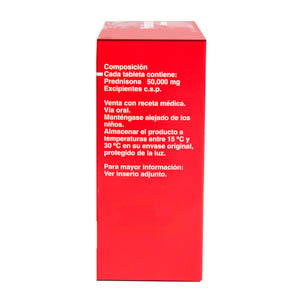 Composición
Cada tableta contiene:
Prednisona 50,000 mg
Excipientes c.s.p.
Venta con receta médica.
Vía oral.
Manténgase alejado de los
niños.
Almacenar el producto a
temperaturas entre 15 ºC y
30 ºC en su envase original,
protegido de la luz.
Para mayor información:
Ver inserto adjunto.